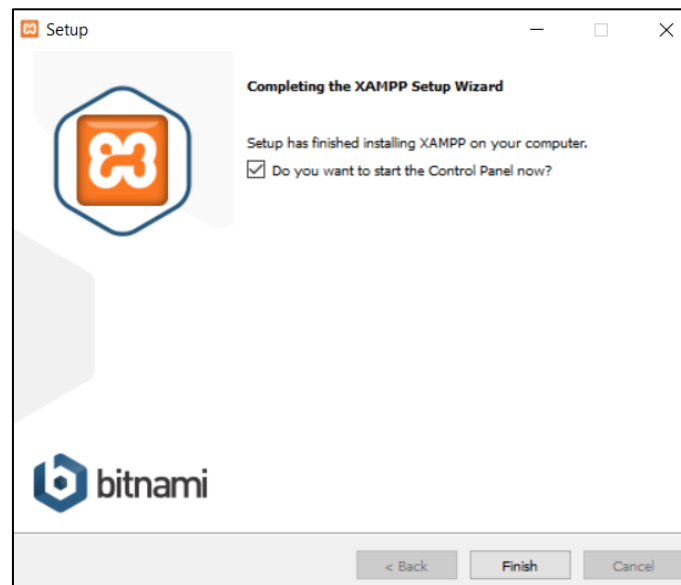 Setup
Completing the XAMPP Setup Wizard
Setup has finished installing XAMPP on your computer.
Do you want to start the Control Panel now?
bitnami
< Back
Finish
Cancel